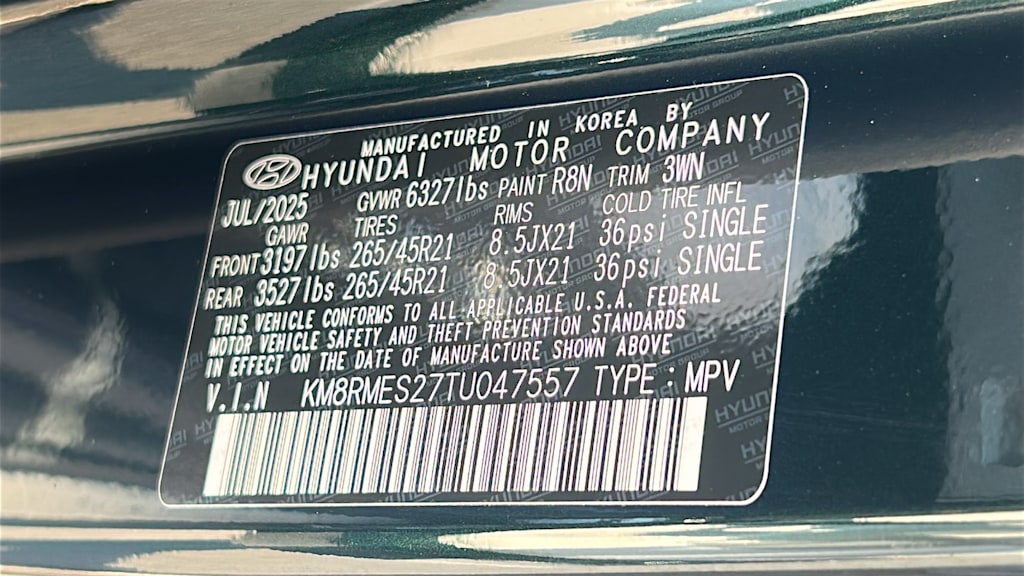 MANUFACTURED IN KOREA BY
HYUNDAI MOTOR COMPANY
JUL/2025 GVWR 6327lbs PAINT R8N TRIM 3WN
GAWR TIRES RIMS COLD TIRE INFL
FRONT 3197lbs 265/45R21 8.5JX21 36psi SINGLE
REAR 3527lbs 265/45R21 8.5JX21 36psi SINGLE
THIS VEHICLE CONFORMS TO ALL APPLICABLE U.S.A. FEDERAL
MOTOR VEHICLE SAFETY AND THEFT PREVENTION STANDARDS
IN EFFECT ON THE DATE OF MANUFACTURE SHOWN ABOVE
V.I.N KM8RMES27TU047557 TYPE: MPV